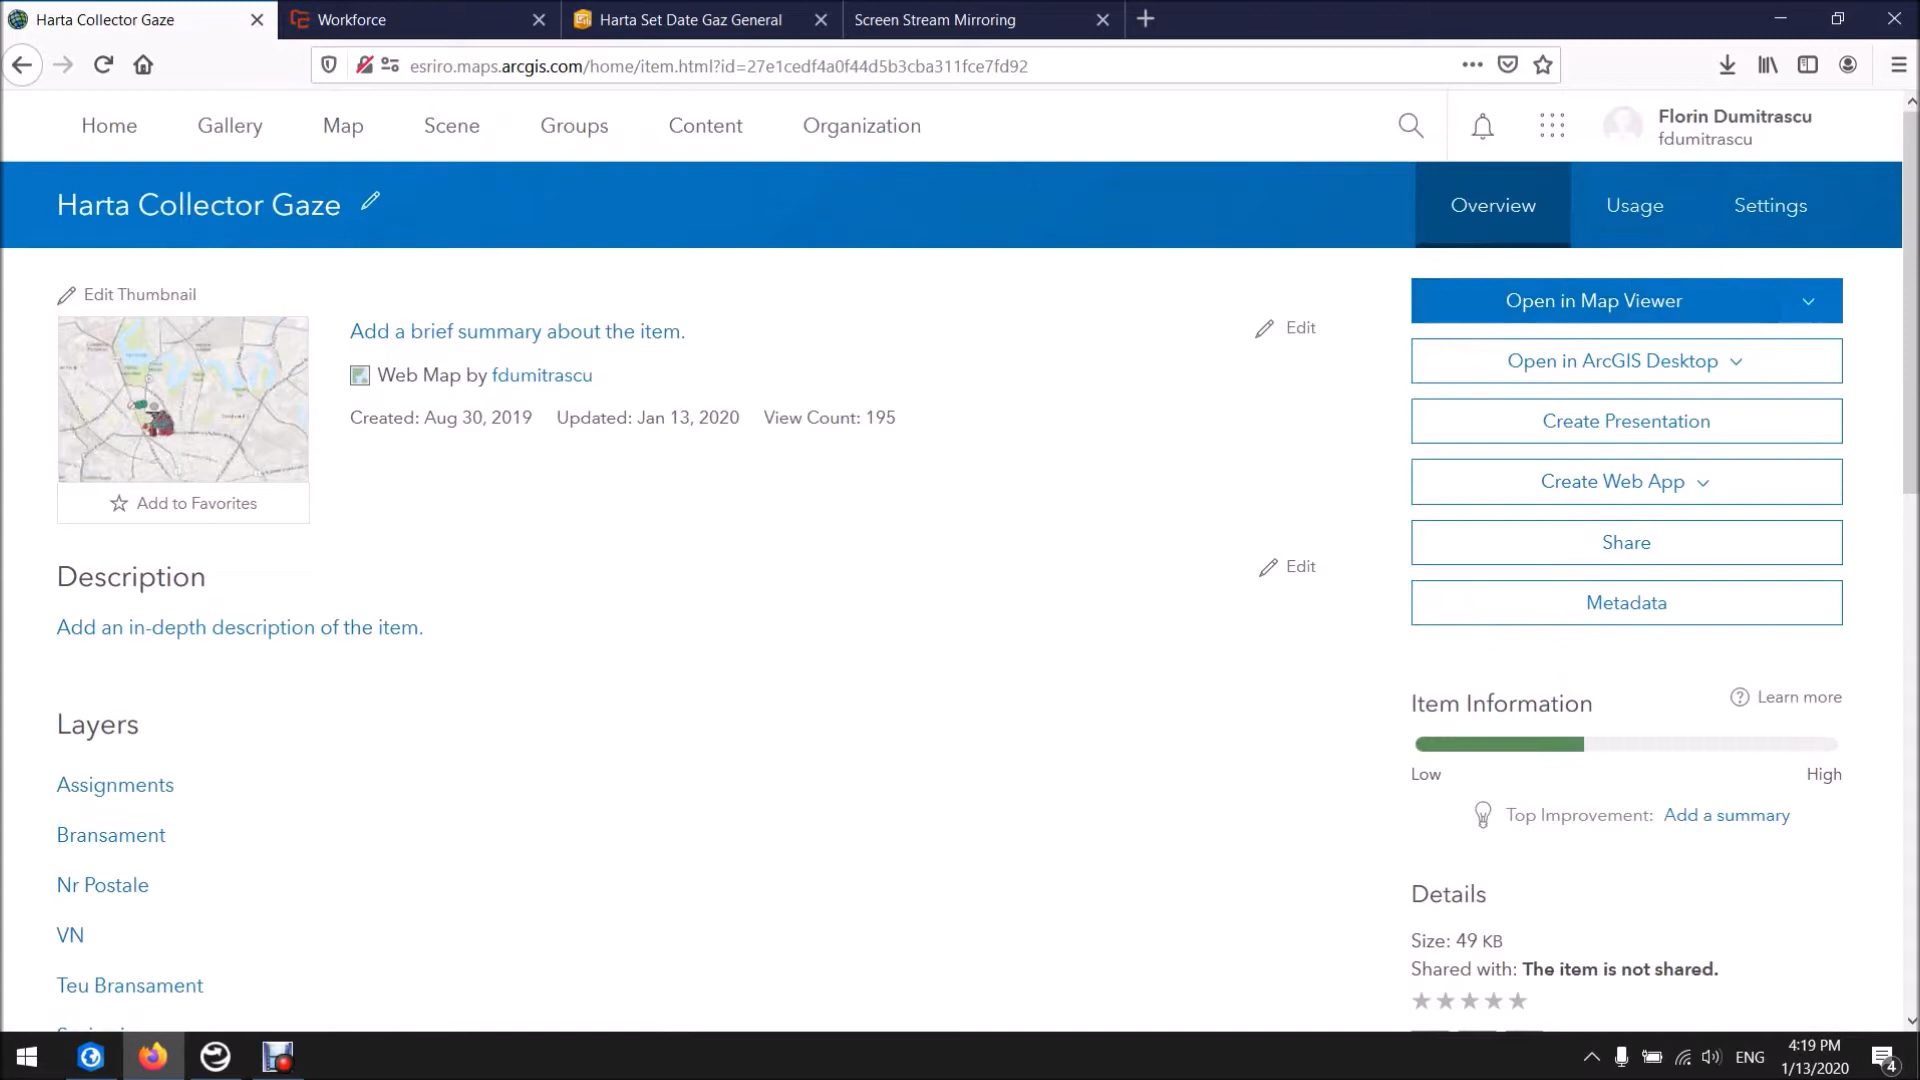 Harta Collector Gaze
Workforce
Harta Set Date Gaz General
Screen Stream Mirroring
esriro.maps.arcgis.com/home/item.html?id=27e1cedf4a0f44d5b3cba311fce7fd92
Home
Gallery
Map
Scene
Groups
Content
Organization
Florin Dumitrascu
fdumitrascu
Harta Collector Gaze
Overview
Usage
Settings
Edit Thumbnail
Add to Favorites
Add a brief summary about the item.
Edit
Web Map by fdumitrascu
Created: Aug 30, 2019 Updated: Jan 13, 2020 View Count: 195
Description
Edit
Add an in-depth description of the item.
Layers
Assignments
Bransament
Nr Postale
VN
Teu Bransament
Open in Map Viewer
Open in ArcGIS Desktop
Create Presentation
Create Web App
Share
Metadata
Item Information
Learn more
Low
High
Top Improvement: Add a summary
Details
Size: 49 KB
Shared with: The item is not shared.
ENG
4:19 PM
1/13/2020
4